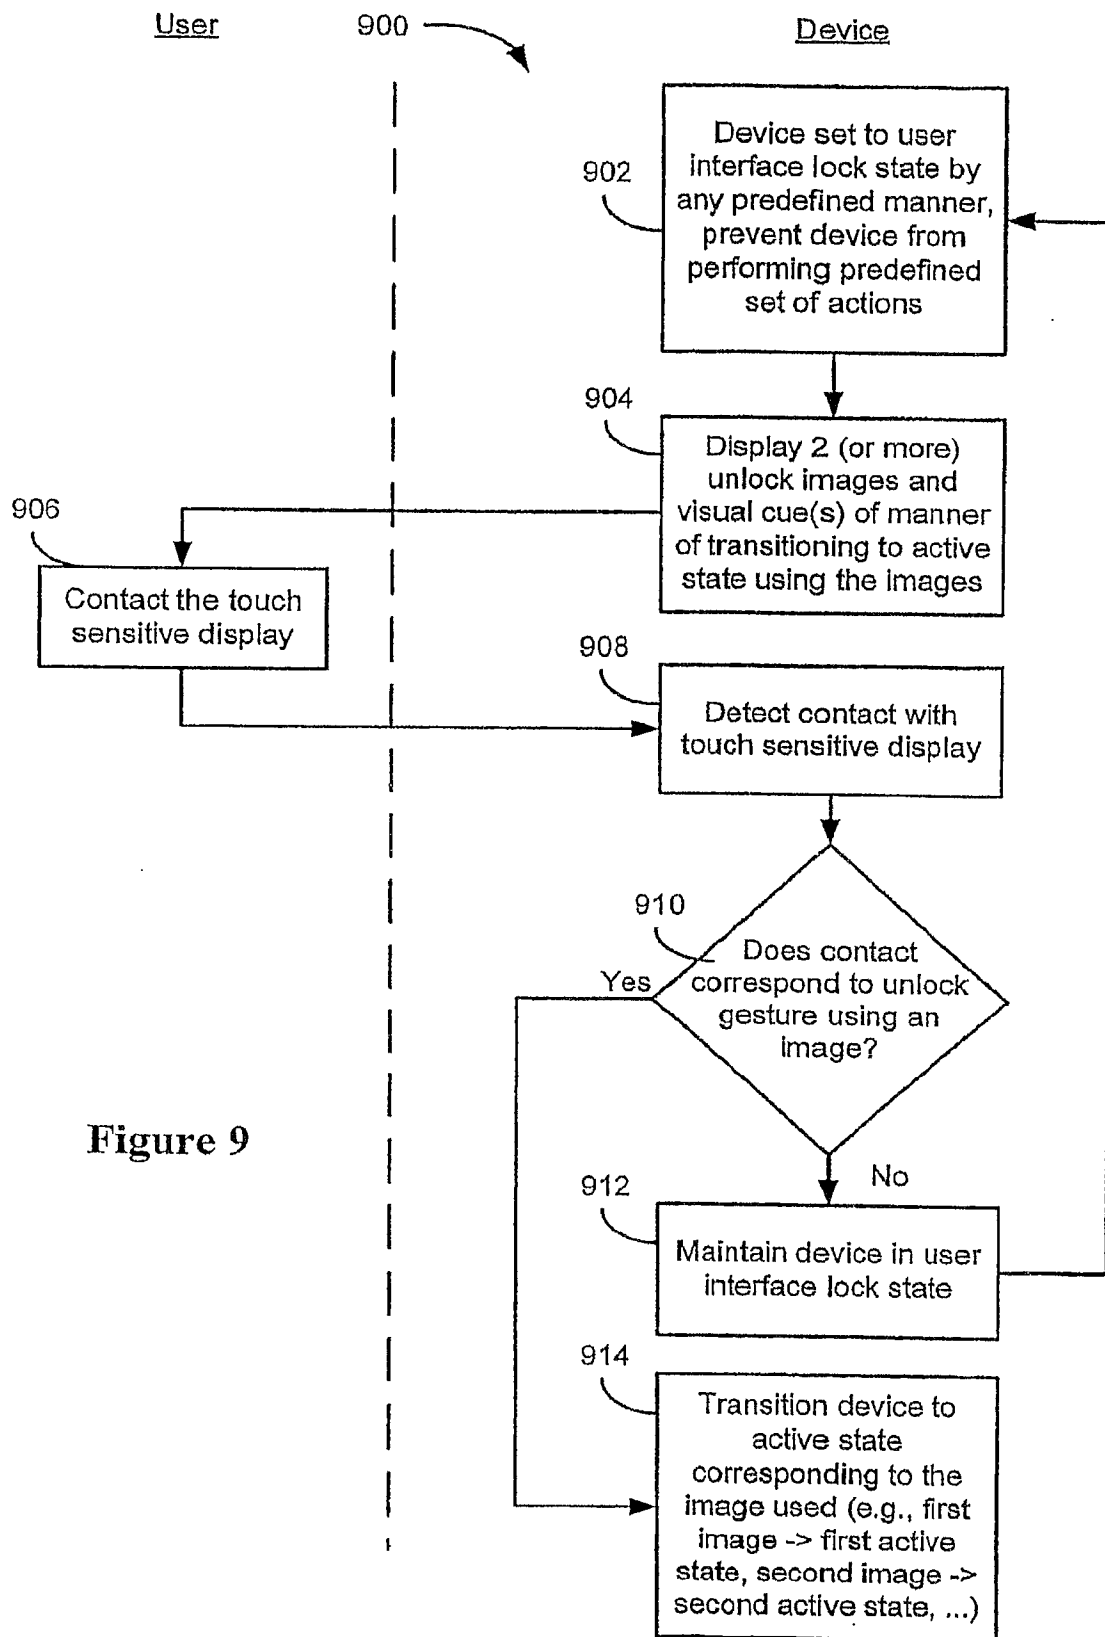 User
900
Device
902
Device set to user
interface lock state by
any predefined manner,
prevent device from
performing predefined
set of actions
904
Display 2 (or more)
unlock images and
visual cue(s) of manner
of transitioning to active
state using the images
906
Contact the touch
sensitive display
908
Detect contact with
touch sensitive display
910
Does contact
correspond to unlock
gesture using an
image?
Yes
No
912
Maintain device in user
interface lock state
914
Transition device to
active state
corresponding to the
image used (e.g., first
image -> first active
state, second image ->
second active state, ...)
Figure 9